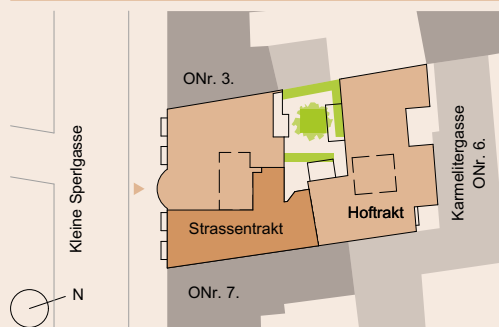 ONr. 3.
Kleine Sperlgasse
Karmelitergasse
ONr. 6.
Strassentrakt
Hoftrakt
ONr. 7.
N